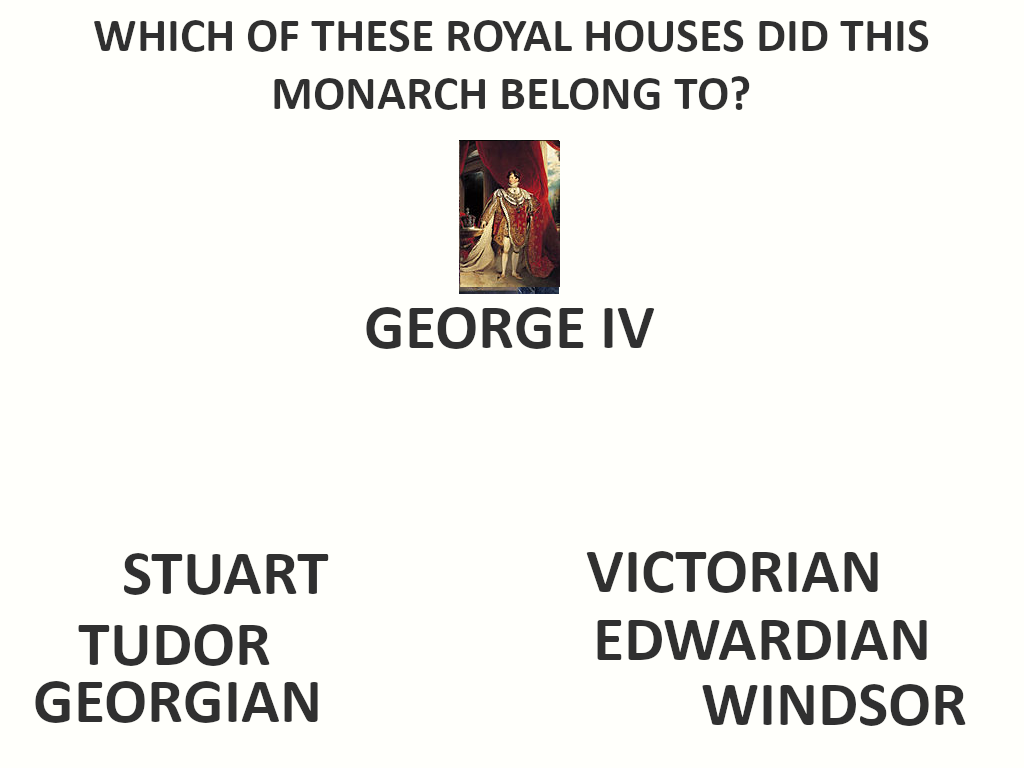 WHICH OF THESE ROYAL HOUSES DID THIS
MONARCH BELONG TO?
GEORGE IV
STUART
TUDOR
GEORGIAN
VICTORIAN
EDWARDIAN
WINDSOR